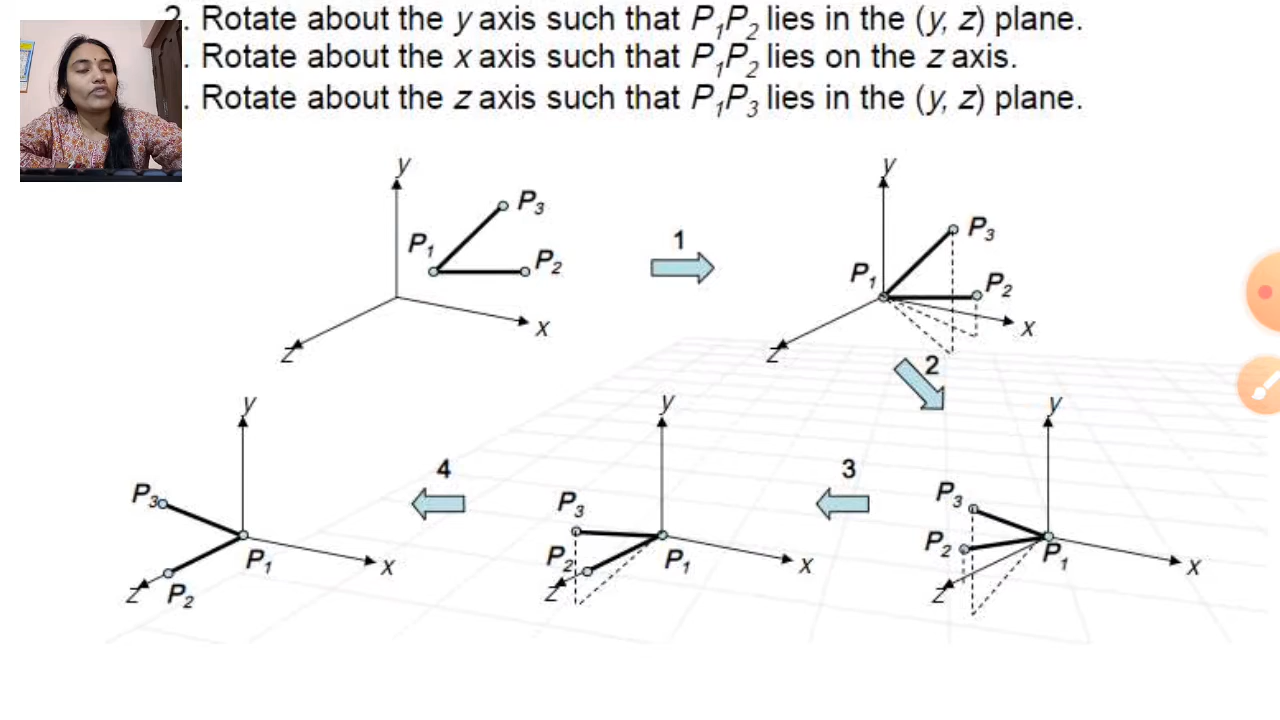 2. Rotate about the y axis such that P₁P₂ lies in the (y, z) plane.
. Rotate about the x axis such that P₁P₂ lies on the z axis.
. Rotate about the z axis such that P₁P₃ lies in the (y, z) plane.
y
P₃
P₁
P₂
x
z
1
y
P₃
P₁
P₂
x
z
2
y
P₃
P₂
P₁
x
z
3
y
P₃
P₂
P₁
x
z
4
y
P₃
P₁
x
z
P₂